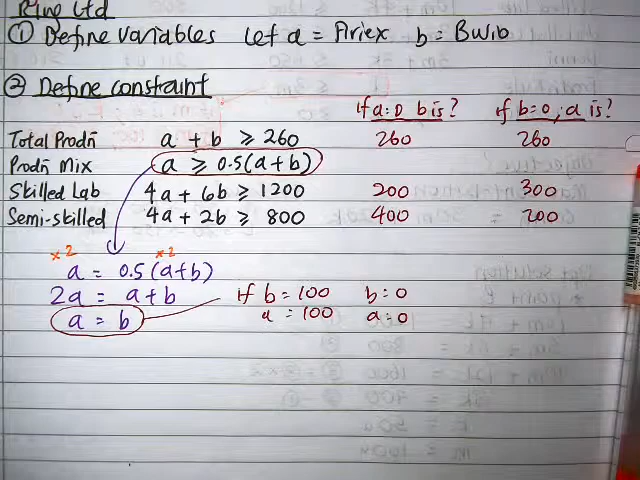 Ring Ltd
① Define variables let a = Ariex b = Bwib
② Define constraint
if a=0 b is? if b=0, a is?
Total Prodn a + b ≥ 260 260 260
Prodn Mix a ≥ 0.5(a+b)
Skilled Lab 4a + 6b ≥ 1200 200 300
Semi-skilled 4a + 2b ≥ 800 400 = 200
×2 ×2
a = 0.5(a+b)
2a = a+b if b=100 b=0
a = b a=100 a=0